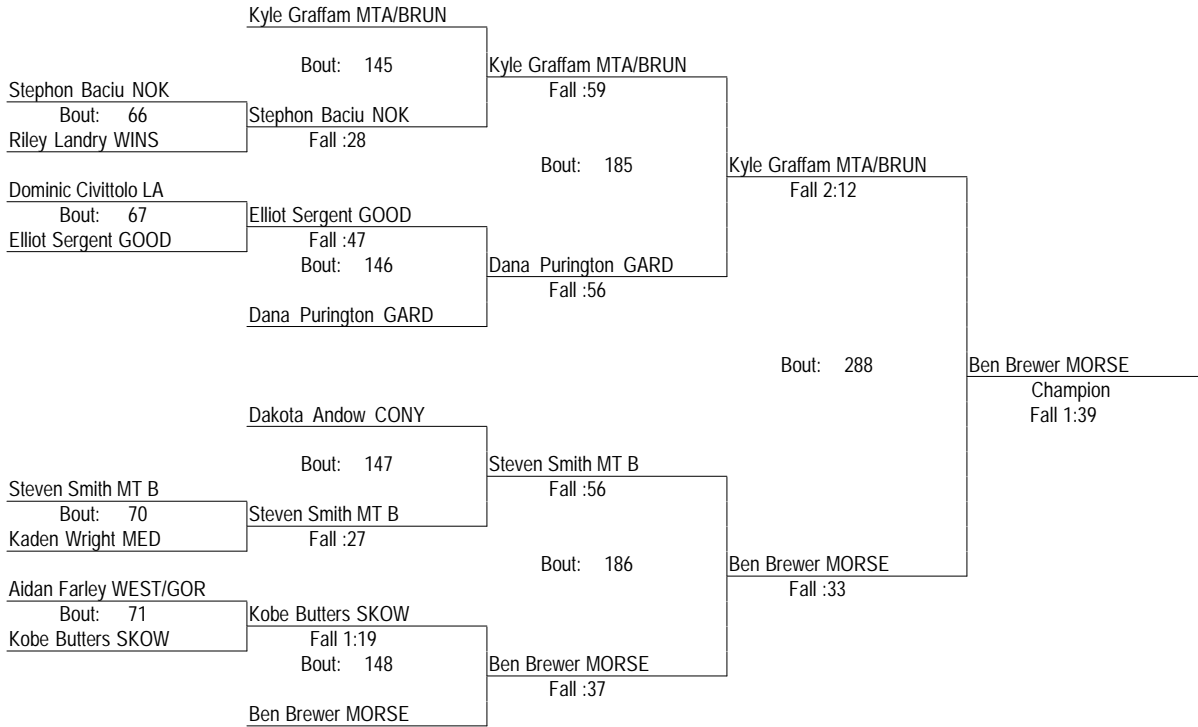 Kyle Graffam MTA/BRUN
Bout: 145
Kyle Graffam MTA/BRUN
Stephon Baciu NOK
Fall :59
Bout: 66
Stephon Baciu NOK
Riley Landry WINS
Fall :28
Bout: 185
Kyle Graffam MTA/BRUN
Dominic Civittolo LA
Fall 2:12
Bout: 67
Elliot Sergent GOOD
Elliot Sergent GOOD
Fall :47
Bout: 146
Dana Purington GARD
Fall :56
Dana Purington GARD
Bout: 288
Ben Brewer MORSE
Champion
Dakota Andow CONY
Fall 1:39
Bout: 147
Steven Smith MT B
Steven Smith MT B
Fall :56
Bout: 70
Steven Smith MT B
Kaden Wright MED
Fall :27
Bout: 186
Ben Brewer MORSE
Aidan Farley WEST/GOR
Fall :33
Bout: 71
Kobe Butters SKOW
Kobe Butters SKOW
Fall 1:19
Bout: 148
Ben Brewer MORSE
Fall :37
Ben Brewer MORSE